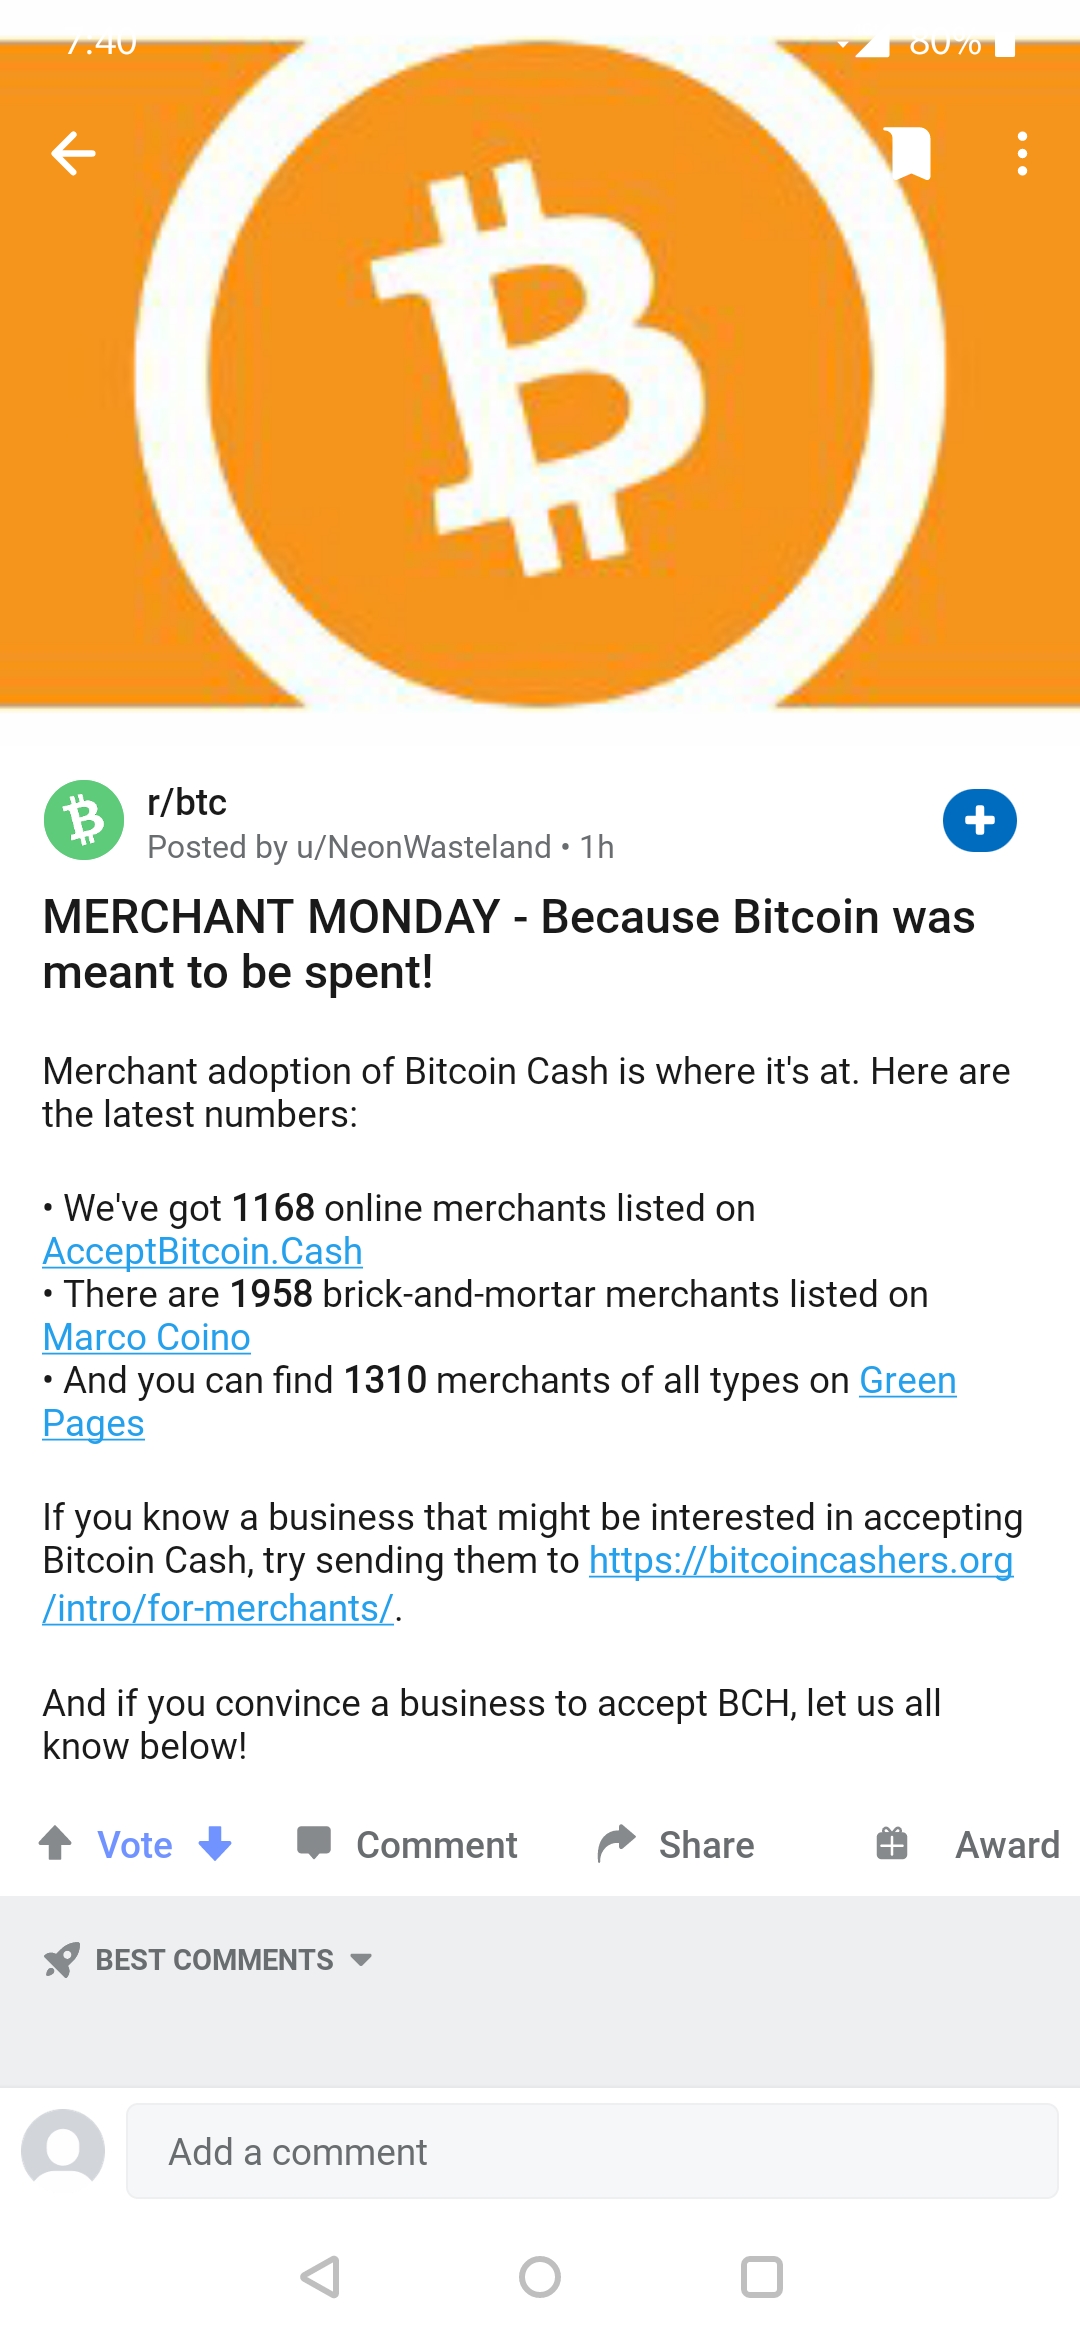 7:40 80%
r/btc
Posted by u/NeonWasteland • 1h
MERCHANT MONDAY - Because Bitcoin was
meant to be spent!
Merchant adoption of Bitcoin Cash is where it's at. Here are
the latest numbers:
• We've got 1168 online merchants listed on
AcceptBitcoin.Cash
• There are 1958 brick-and-mortar merchants listed on
Marco Coino
• And you can find 1310 merchants of all types on Green
Pages
If you know a business that might be interested in accepting
Bitcoin Cash, try sending them to https://bitcoincashers.org
/intro/for-merchants/.
And if you convince a business to accept BCH, let us all
know below!
Vote Comment Share Award
BEST COMMENTS
Add a comment